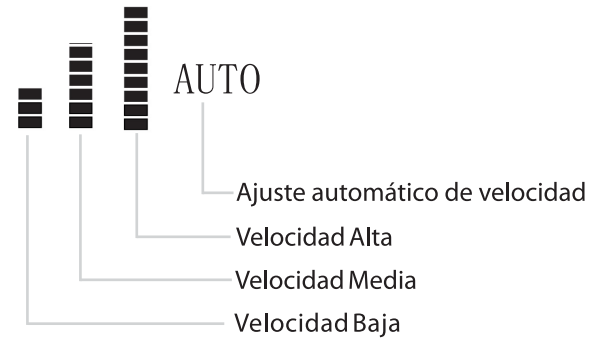 AUTO
Ajuste automático de velocidad
Velocidad Alta
Velocidad Media
Velocidad Baja